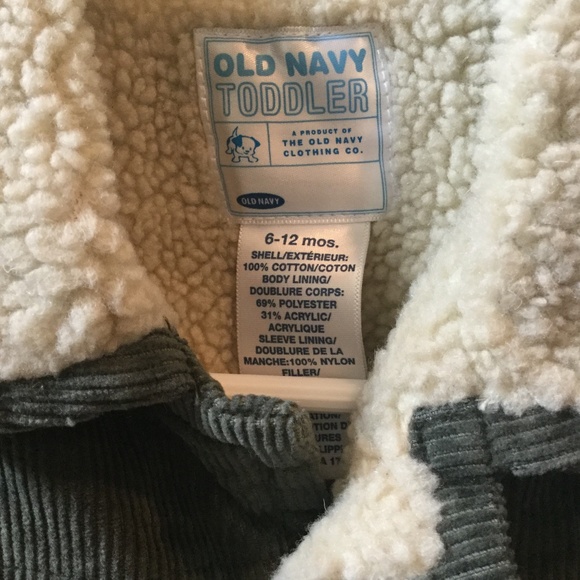 OLD NAVY
TODDLER
A PRODUCT OF
THE OLD NAVY
CLOTHING CO.
OLD NAVY
6-12 mos.
SHELL/EXTÉRIEUR:
100% COTTON/COTON
BODY LINING/
DOUBLURE CORPS:
69% POLYESTER
31% ACRYLIC/
ACRYLIQUE
SLEEVE LINING/
DOUBLURE DE LA
MANCHE:100% NYLON
FILLER/